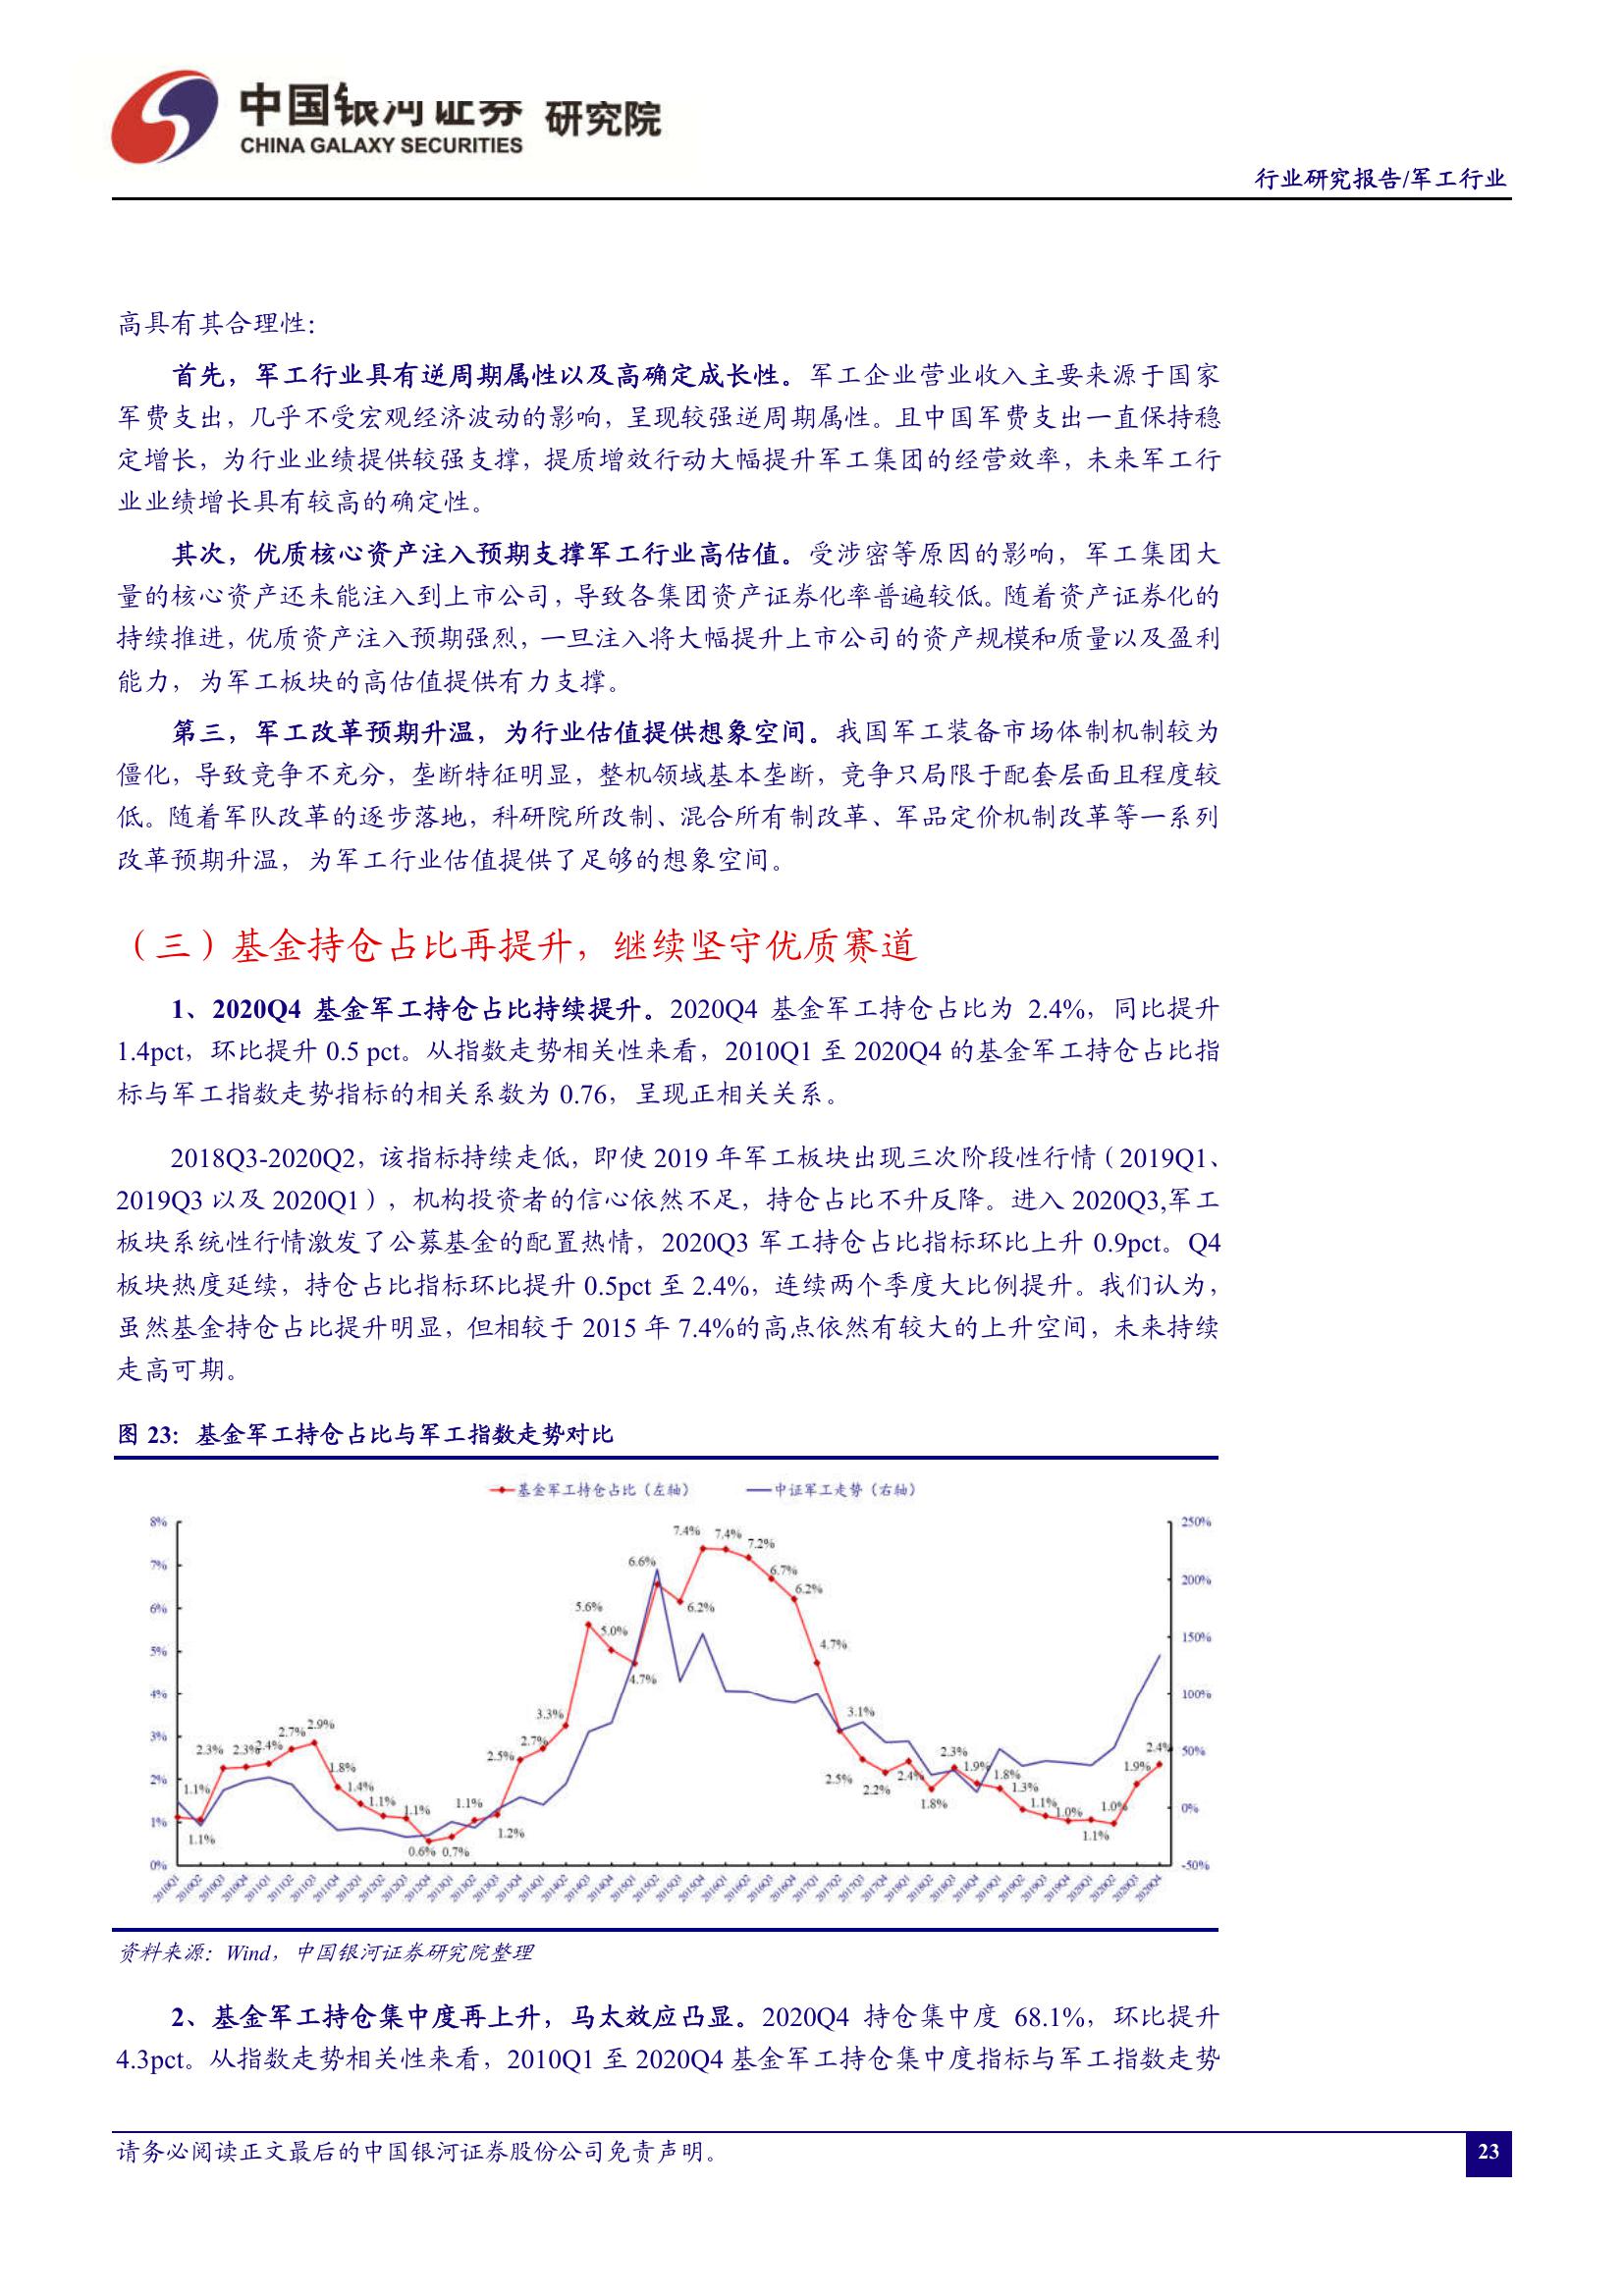 中国银河证券 研究院
CHINA GALAXY SECURITIES
行业研究报告/军工行业
高具有其合理性：
首先，军工行业具有逆周期属性以及高确定成长性。军工企业营业收入主要来源于国家
军费支出，几乎不受宏观经济波动的影响，呈现较强逆周期属性。且中国军费支出一直保持稳
定增长，为行业业绩提供较强支撑，提质增效行动大幅提升军工集团的经营效率，未来军工行
业业绩增长具有较高的确定性。
其次，优质核心资产注入预期支撑军工行业高估值。受涉密等原因的影响，军工集团大
量的核心资产还未能注入到上市公司，导致各集团资产证券化率普遍较低。随着资产证券化的
持续推进，优质资产注入预期强烈，一旦注入将大幅提升上市公司的资产规模和质量以及盈利
能力，为军工板块的高估值提供有力支撑。
第三，军工改革预期升温，为行业估值提供想象空间。我国军工装备市场体制机制较为
僵化，导致竞争不充分，垄断特征明显，整机领域基本垄断，竞争只局限于配套层面且程度较
低。随着军队改革的逐步落地，科研院所改制、混合所有制改革、军品定价机制改革等一系列
改革预期升温，为军工行业估值提供了足够的想象空间。
（三）基金持仓占比再提升，继续坚守优质赛道
1、2020Q4 基金军工持仓占比持续提升。2020Q4 基金军工持仓占比为 2.4%，同比提升
1.4pct，环比提升 0.5 pct。从指数走势相关性来看，2010Q1 至 2020Q4 的基金军工持仓占比指
标与军工指数走势指标的相关系数为 0.76，呈现正相关关系。
2018Q3-2020Q2，该指标持续走低，即使 2019 年军工板块出现三次阶段性行情（2019Q1、
2019Q3 以及 2020Q1），机构投资者的信心依然不足，持仓占比不升反降。进入 2020Q3,军工
板块系统性行情激发了公募基金的配置热情，2020Q3 军工持仓占比指标环比上升 0.9pct。Q4
板块热度延续，持仓占比指标环比提升 0.5pct 至 2.4%，连续两个季度大比例提升。我们认为，
虽然基金持仓占比提升明显，但相较于 2015 年 7.4%的高点依然有较大的上升空间，未来持续
走高可期。
图 23：基金军工持仓占比与军工指数走势对比
基金军工持仓占比（左轴） 中证军工走势（右轴）
8% 7% 6% 5% 4% 3% 2% 1% 0%
1.1% 1.1% 2.3% 2.3% 2.4% 2.7% 2.9% 1.8% 1.4% 1.1% 1.1% 0.6% 0.7% 1.1% 1.2% 2.5% 2.7% 3.3% 5.6% 5.0% 4.7% 6.6% 6.2% 7.4% 7.4% 7.2% 6.7% 6.2% 4.7% 3.1% 2.5% 2.2% 2.4% 1.8% 2.3% 1.9% 1.8% 1.3% 1.1% 1.0% 1.1% 1.0% 1.9% 2.4%
250% 200% 150% 100% 50% 0% -50%
2010Q1 2010Q2 2010Q3 2010Q4 2011Q1 2011Q2 2011Q3 2011Q4 2012Q1 2012Q2 2012Q3 2012Q4 2013Q1 2013Q2 2013Q3 2013Q4 2014Q1 2014Q2 2014Q3 2014Q4 2015Q1 2015Q2 2015Q3 2015Q4 2016Q1 2016Q2 2016Q3 2016Q4 2017Q1 2017Q2 2017Q3 2017Q4 2018Q1 2018Q2 2018Q3 2018Q4 2019Q1 2019Q2 2019Q3 2019Q4 2020Q1 2020Q2 2020Q3 2020Q4
资料来源：Wind，中国银河证券研究院整理
2、基金军工持仓集中度再上升，马太效应凸显。2020Q4 持仓集中度 68.1%，环比提升
4.3pct。从指数走势相关性来看，2010Q1 至 2020Q4 基金军工持仓集中度指标与军工指数走势
请务必阅读正文最后的中国银河证券股份公司免责声明。
23